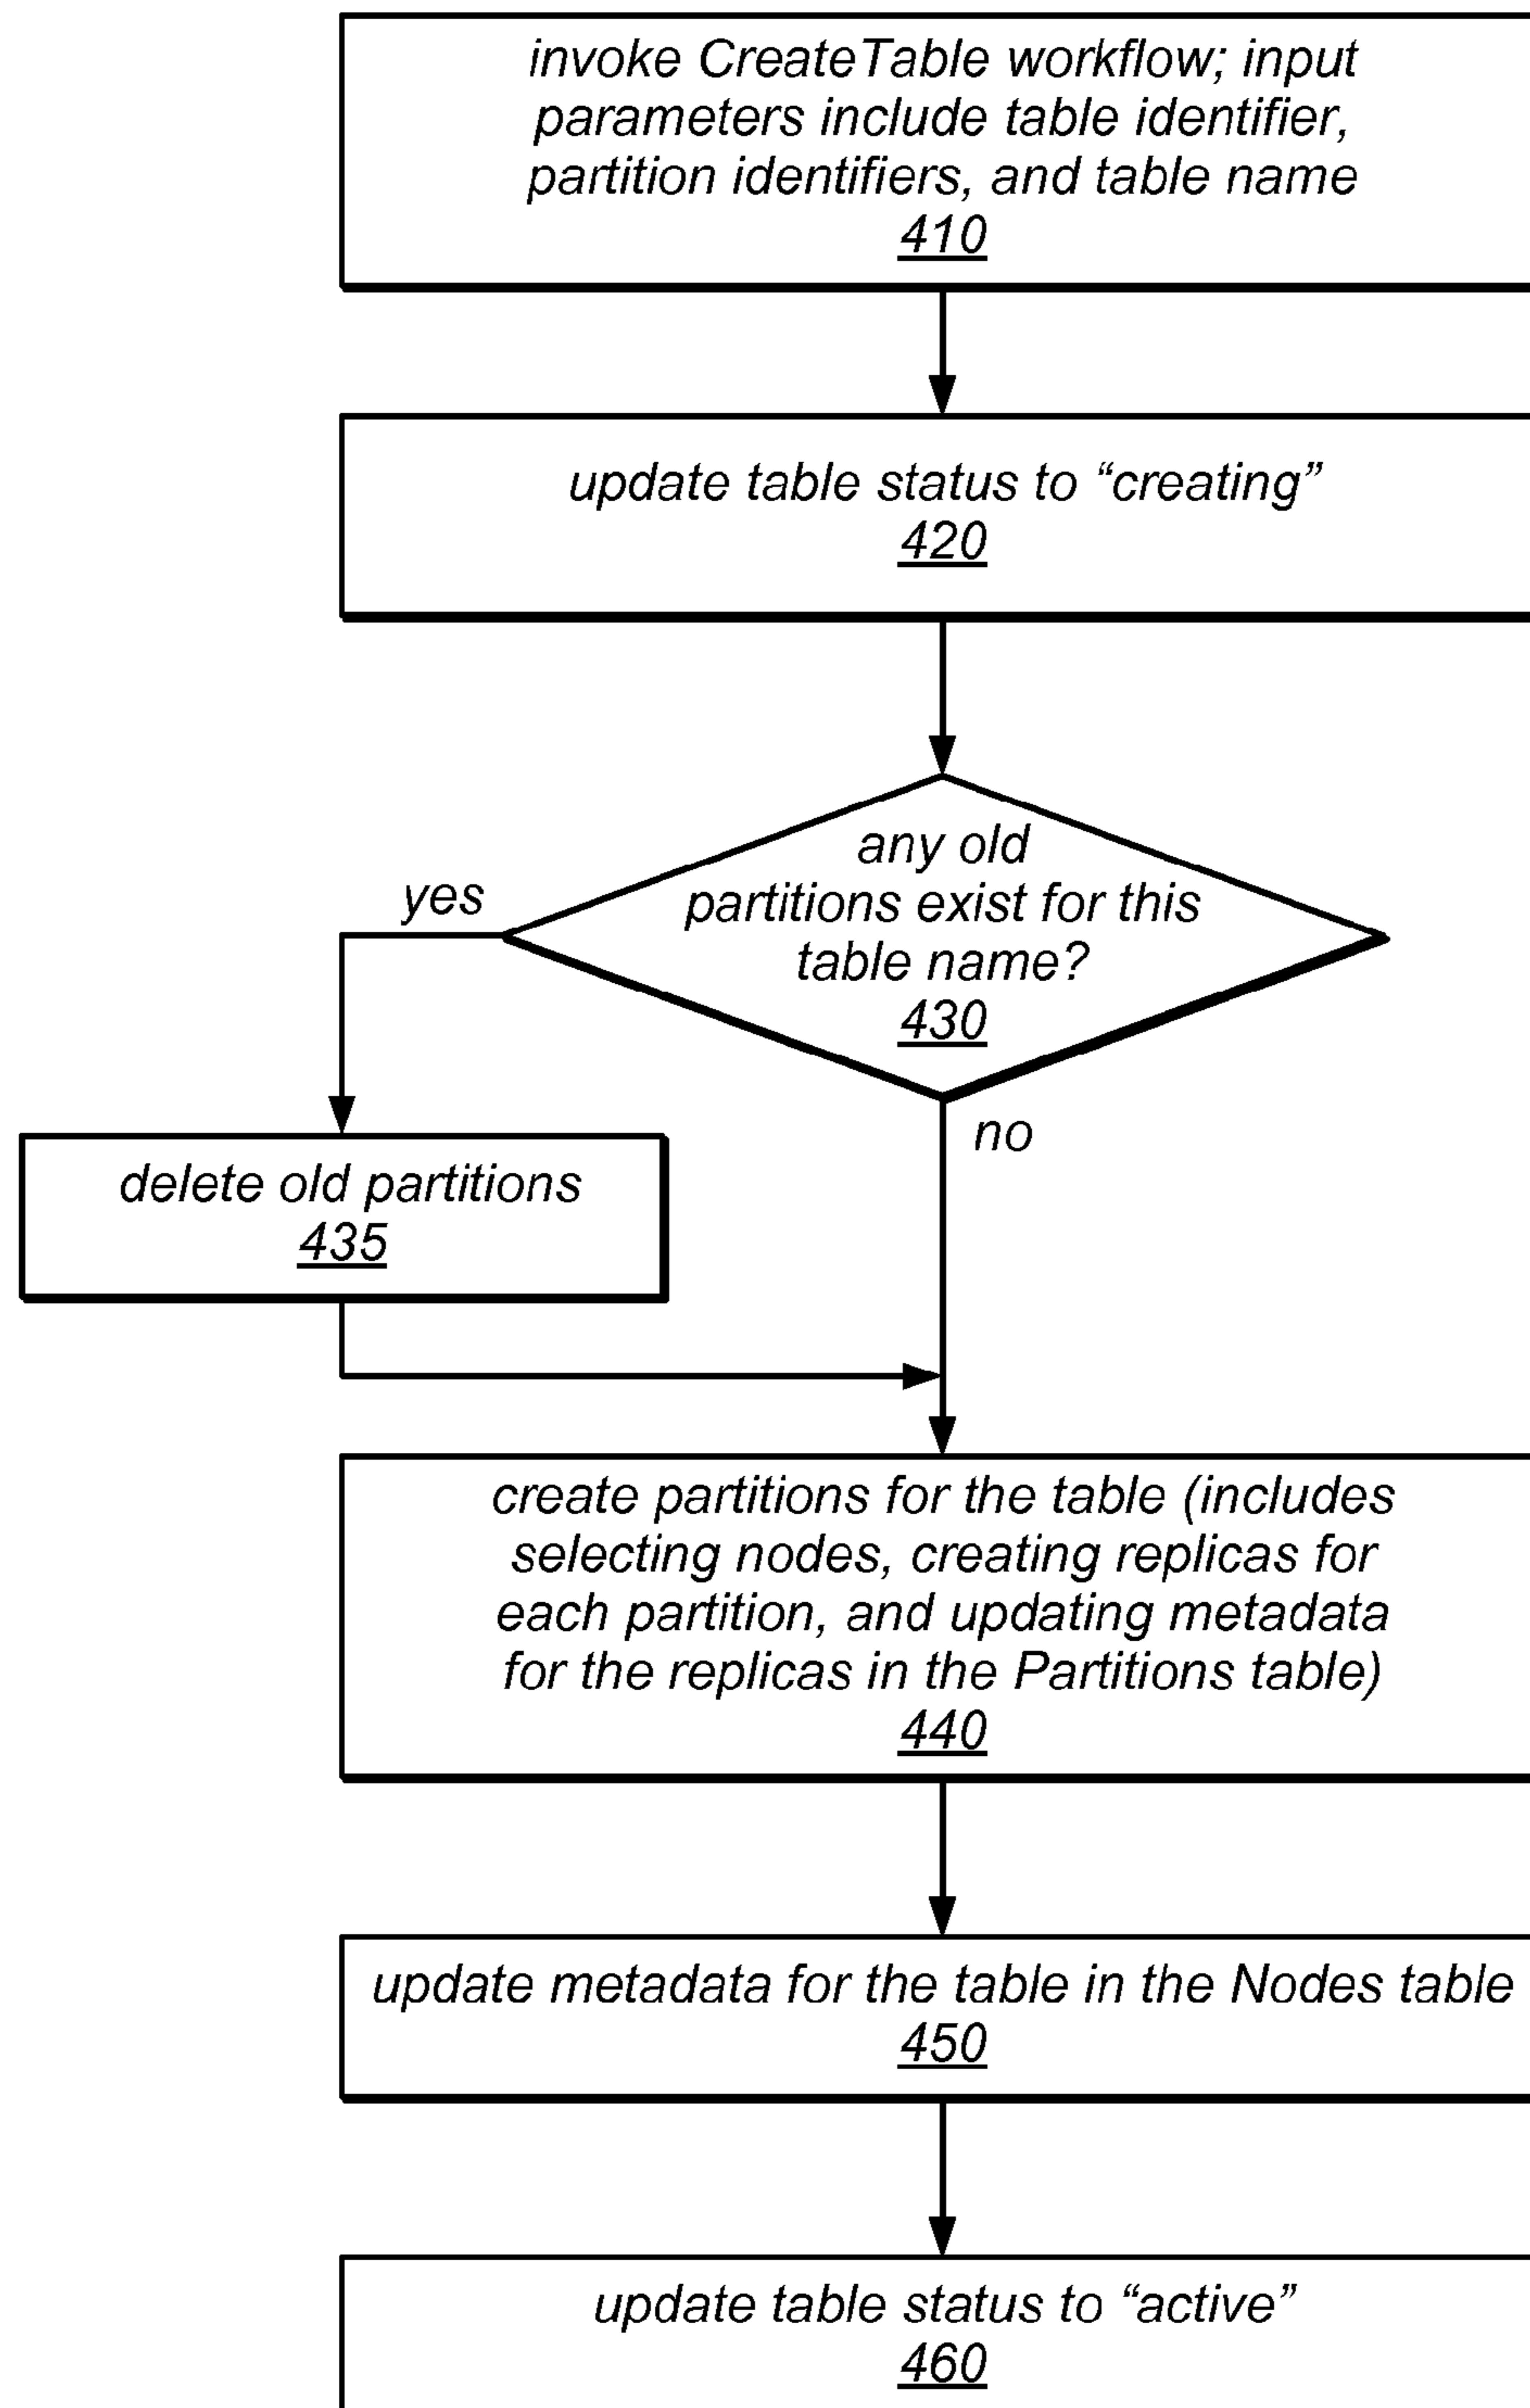 invoke CreateTable workflow; input
parameters include table identifier,
partition identifiers, and table name
410
update table status to “creating”
420
any old
partitions exist for this
table name?
430
yes
no
delete old partitions
435
create partitions for the table (includes
selecting nodes, creating replicas for
each partition, and updating metadata
for the replicas in the Partitions table)
440
update metadata for the table in the Nodes table
450
update table status to “active”
460